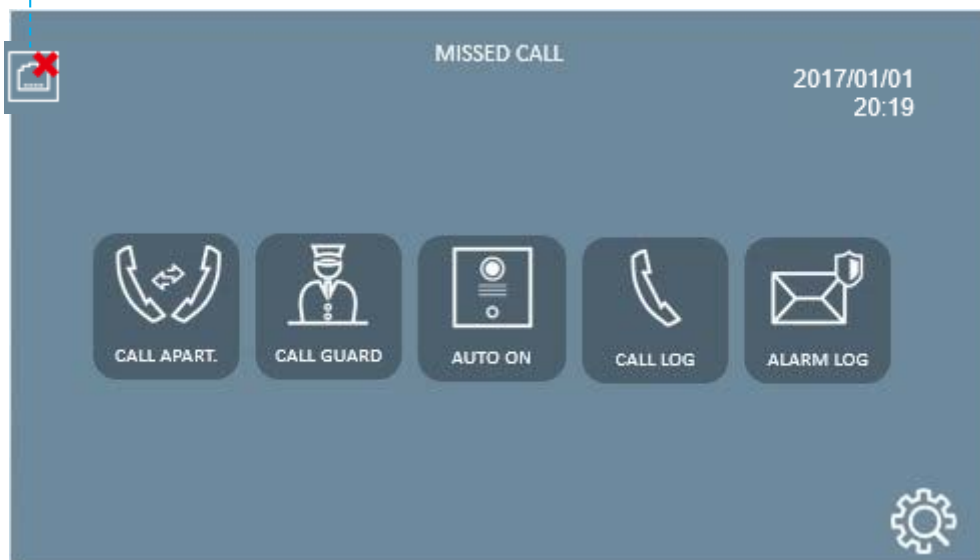 MISSED CALL
2017/01/01
20:19
CALL APART.
CALL GUARD
AUTO ON
CALL LOG
ALARM LOG